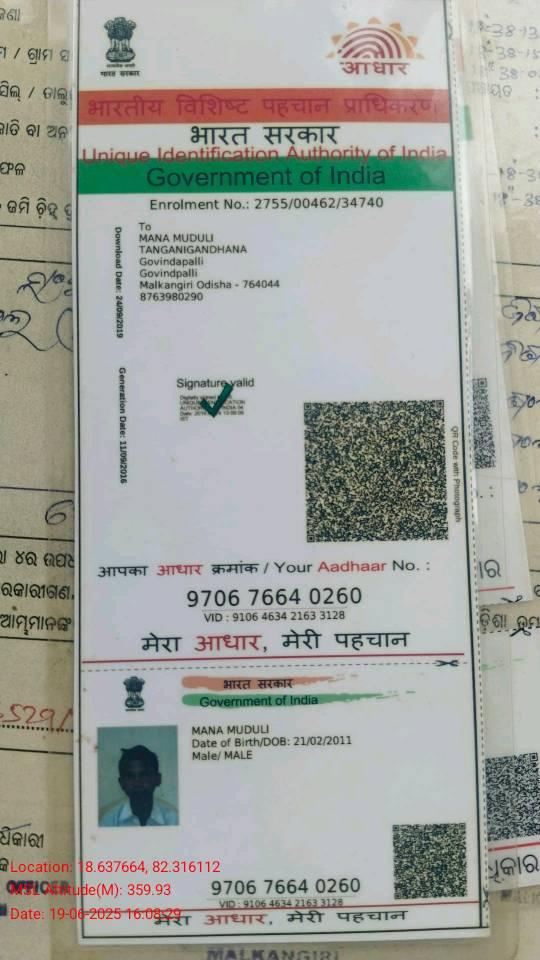 भारत सरकार
आधार
भारतीय विशिष्ट पहचान प्राधिकरण
भारत सरकार
Unique Identification Authority of India
Government of India
Enrolment No.: 2755/00462/34740
Download Date: 24/09/2019
Generation Date: 11/09/2016
To
MANA MUDULI
TANGANIGANDHANA
Govindapalli
Govindpalli
Malkangiri Odisha - 764044
8763980290
Signature valid
QR Code with Photograph
आपका आधार क्रमांक / Your Aadhaar No. :
9706 7664 0260
VID : 9106 4634 2163 3128
मेरा आधार, मेरी पहचान
भारत सरकार
Government of India
MANA MUDULI
Date of Birth/DOB: 21/02/2011
Male/ MALE
9706 7664 0260
VID : 9106 4634 2163 3128
मेरा आधार, मेरी पहचान
Location: 18.637664, 82.316112
MSL Altitude(M): 359.93
Date: 19-06-2025 16:08:29
MALKANGIRI